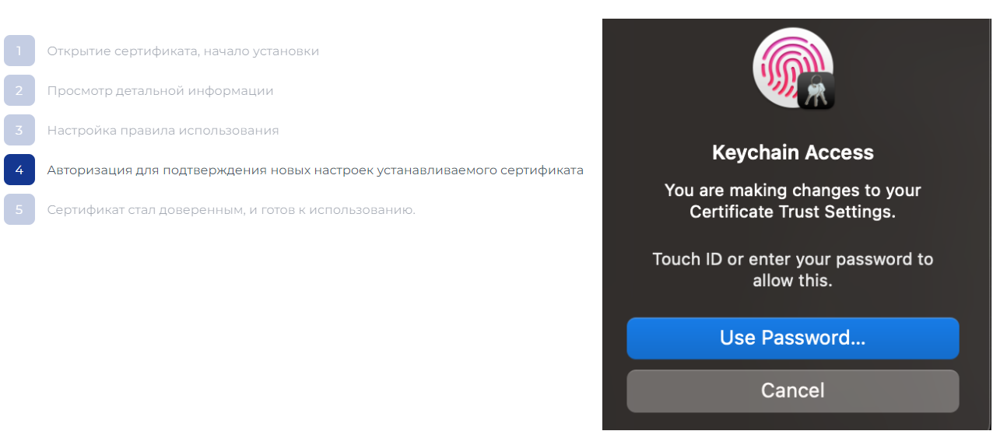 1 Открытие сертификата, начало установки
2 Просмотр детальной информации
3 Настройка правила использования
4 Авторизация для подтверждения новых настроек устанавливаемого сертификата
5 Сертификат стал доверенным, и готов к использованию.
Keychain Access
You are making changes to your
Certificate Trust Settings.
Touch ID or enter your password to
allow this.
Use Password...
Cancel